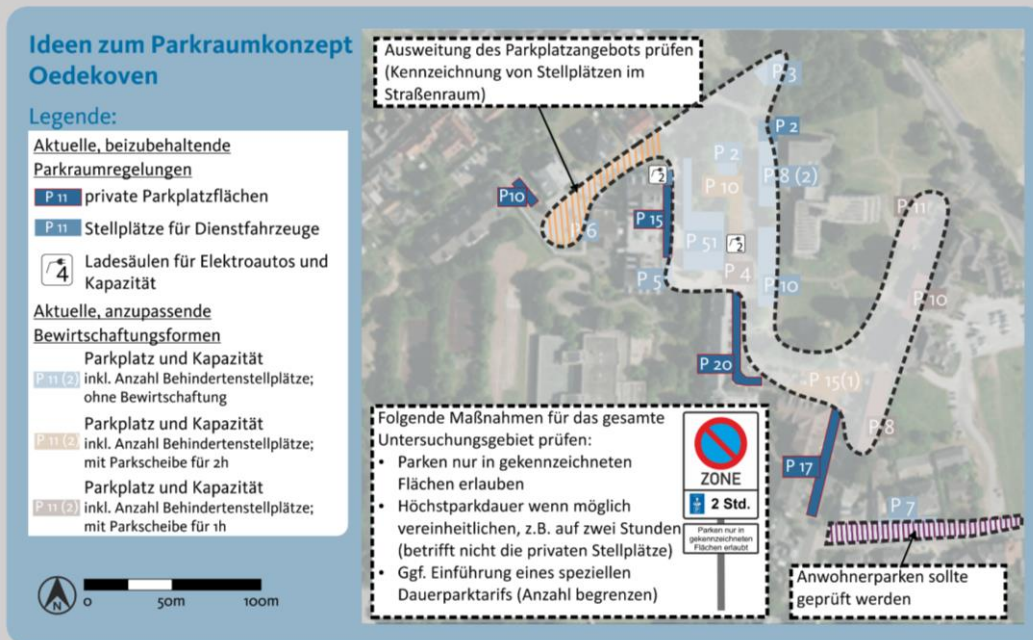 Ideen zum Parkraumkonzept
Oedekoven
Legende:
Aktuelle, beizubehaltende
Parkraumregelungen
P 11 private Parkplatzflächen
P 11 Stellplätze für Dienstfahrzeuge
4 Ladesäulen für Elektroautos und
Kapazität
Aktuelle, anzupassende
Bewirtschaftungsformen
Parkplatz und Kapazität
P 11 (2) inkl. Anzahl Behindertenstellplätze;
ohne Bewirtschaftung
Parkplatz und Kapazität
P 11 (2) inkl. Anzahl Behindertenstellplätze;
mit Parkscheibe für 2h
Parkplatz und Kapazität
P 11 (2) inkl. Anzahl Behindertenstellplätze;
mit Parkscheibe für 1h
N
0 50m 100m
Ausweitung des Parkplatzangebots prüfen
(Kennzeichnung von Stellplätzen im
Straßenraum)
P 3
P 2
P 2
P 8 (2)
2
P 10
P10
P 15
P 11
P 51
2
P 5
P 4
P 10
P 10
P 20
P 15(1)
P 8
P 17
P 7
Folgende Maßnahmen für das gesamte
Untersuchungsgebiet prüfen:
• Parken nur in gekennzeichneten
Flächen erlauben
• Höchstparkdauer wenn möglich
vereinheitlichen, z.B. auf zwei Stunden
(betrifft nicht die privaten Stellplätze)
• Ggf. Einführung eines speziellen
Dauerparktarifs (Anzahl begrenzen)
ZONE
2 Std.
Parken nur in
gekennzeichneten
Flächen erlaubt
Anwohnerparken sollte
geprüft werden